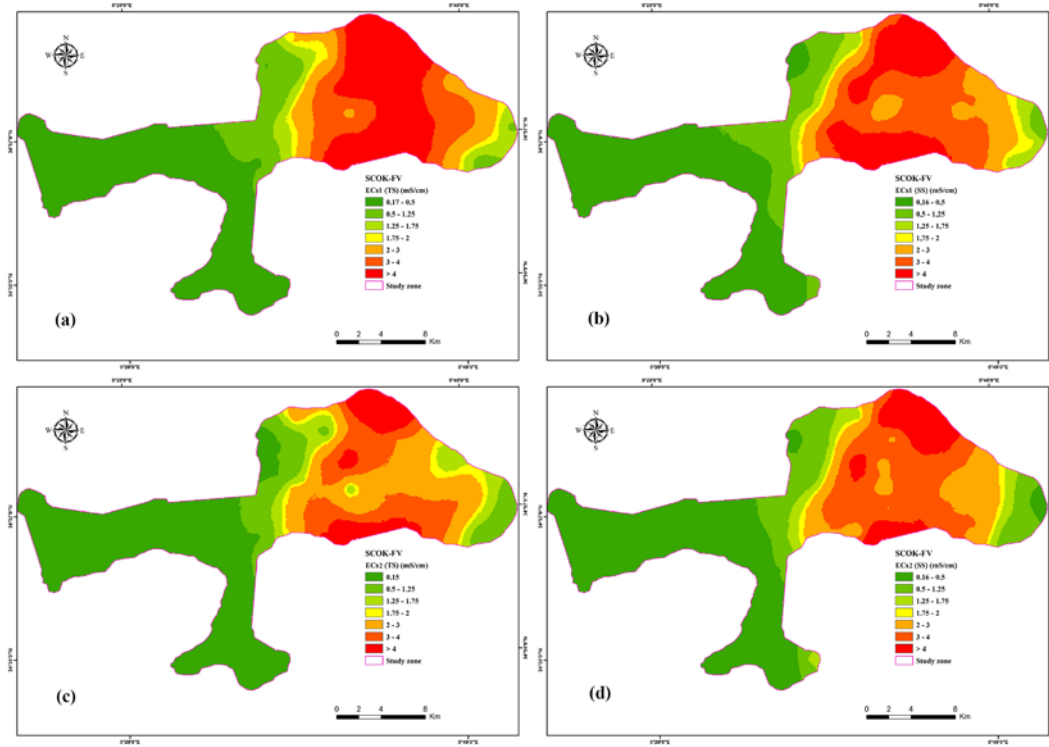 5°20'0"E 5°40'0"E
N
W E
S
SCOK-FV
ECs1 (TS) (mS/cm)
0.17 - 0.5
0.5 - 1.25
1.25 - 1.75
1.75 - 2
2 - 3
3 - 4
> 4
Study zone
(a)
0 2 4 8
Km
N
W E
S
SCOK-FV
ECs1 (SS) (mS/cm)
0,16 - 0,5
0,5 - 1,25
1,25 - 1,75
1,75 - 2
2 - 3
3 - 4
> 4
Study zone
(b)
0 2 4 8
Km
N
W E
S
SCOK-FV
ECs2 (TS) (mS/cm)
0.15
0.5 - 1.25
1.25 - 1.75
1.75 - 2
2 - 3
3 - 4
> 4
Study zone
(c)
0 2 4 8
Km
N
W E
S
SCOK-FV
ECs2 (SS) (mS/cm)
0,16 - 0.5
0.5 - 1.25
1.25 - 1.75
1.75 - 2
2 - 3
3 - 4
> 4
Study zone
(d)
0 2 4 8
Km